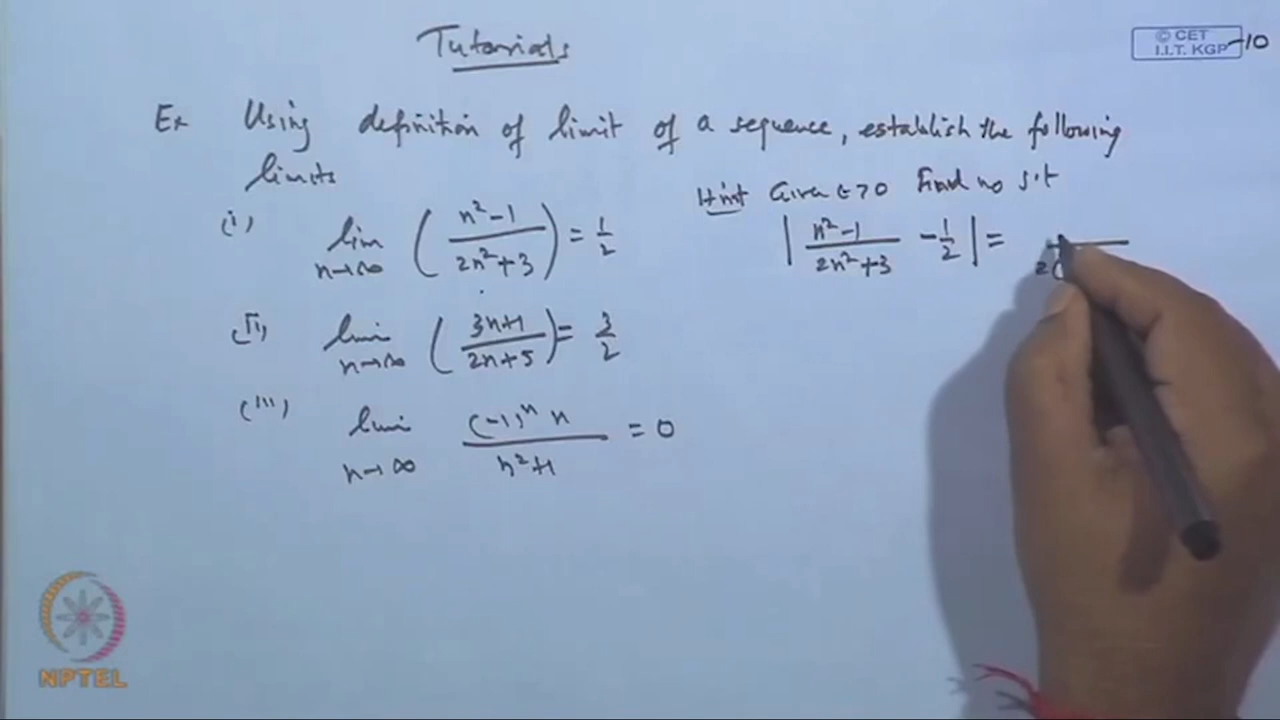 Tutorials
© CET
I.I.T. KGP
-10
Ex Using definition of limit of a sequence, establish the following
limits
Hint Given ε>0 Find n₀ s.t
(i) lim n→∞ ( n²-1 / 2n²+3 ) = 1/2
| n²-1 / 2n²+3 - 1/2 | =
2(
(ii) lim n→∞ ( 3n+1 / 2n+5 ) = 3/2
(iii) lim n→∞ (-1)ⁿ n / n²+1 = 0
NPTEL